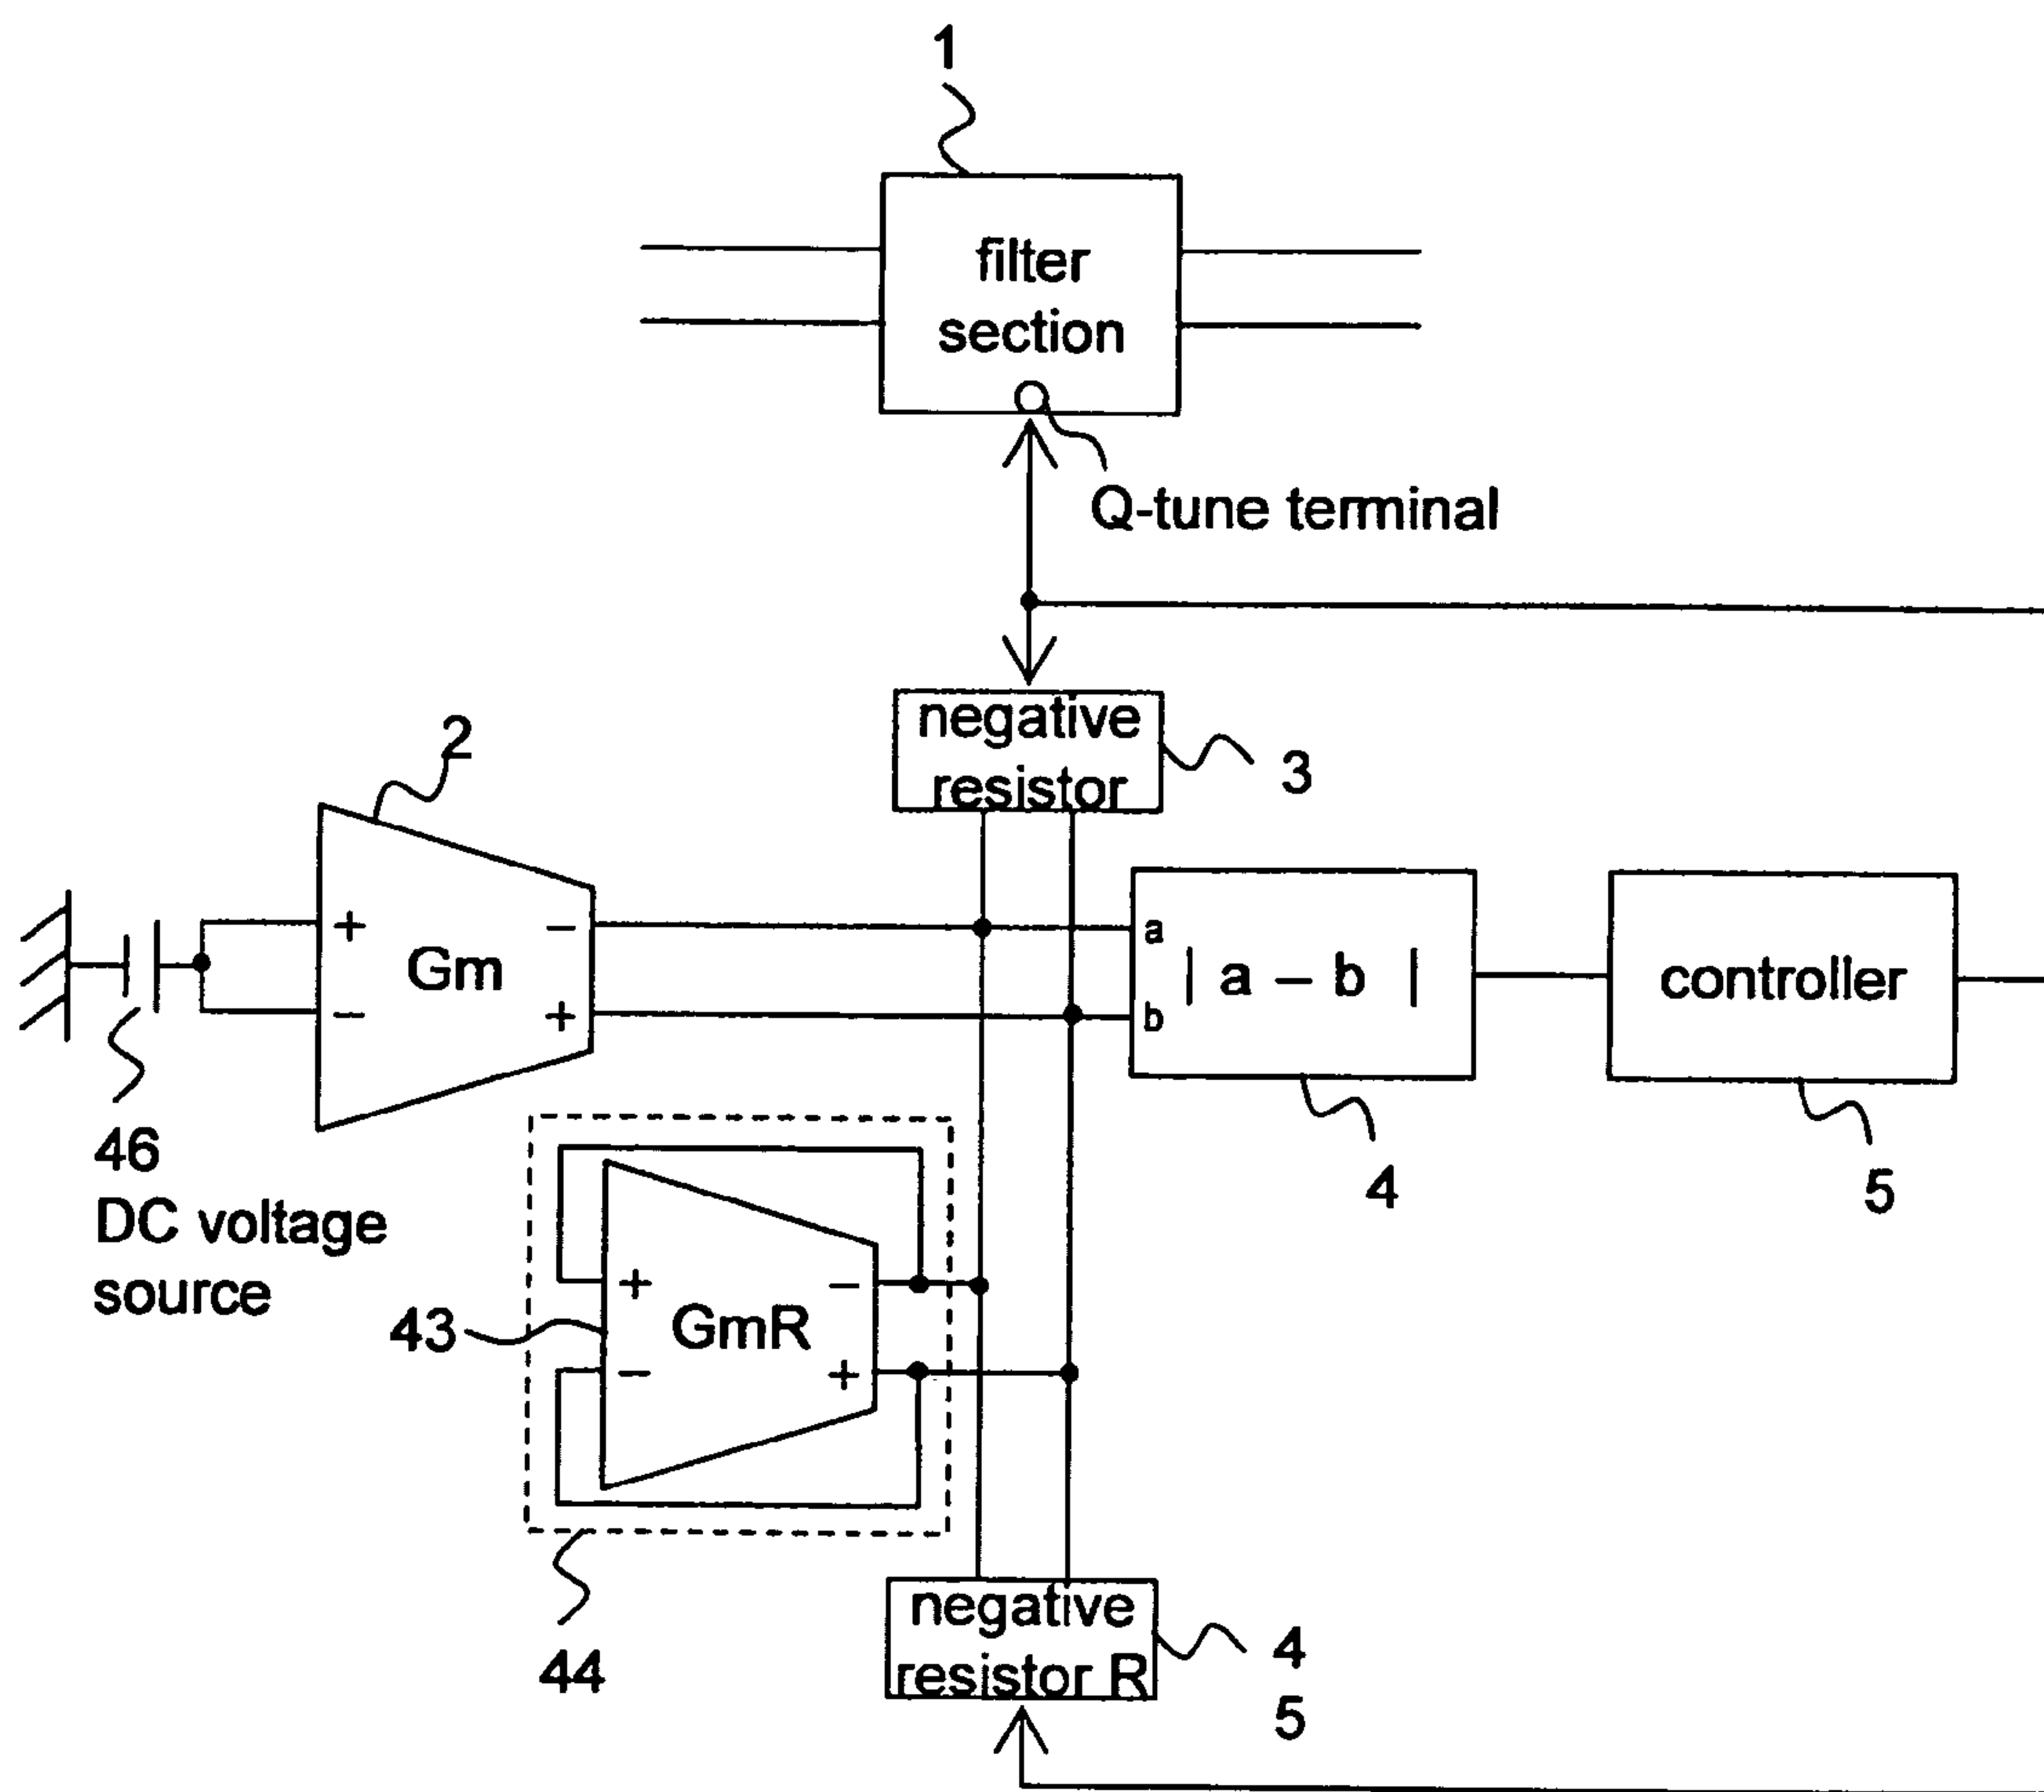 1
filter
section
Q-tune terminal
negative
resistor
3
2
+
−
Gm
−
+
a
b
| a − b |
controller
4
5
46
DC voltage
source
43
+
−
GmR
−
+
44
negative
resistor R
4
5